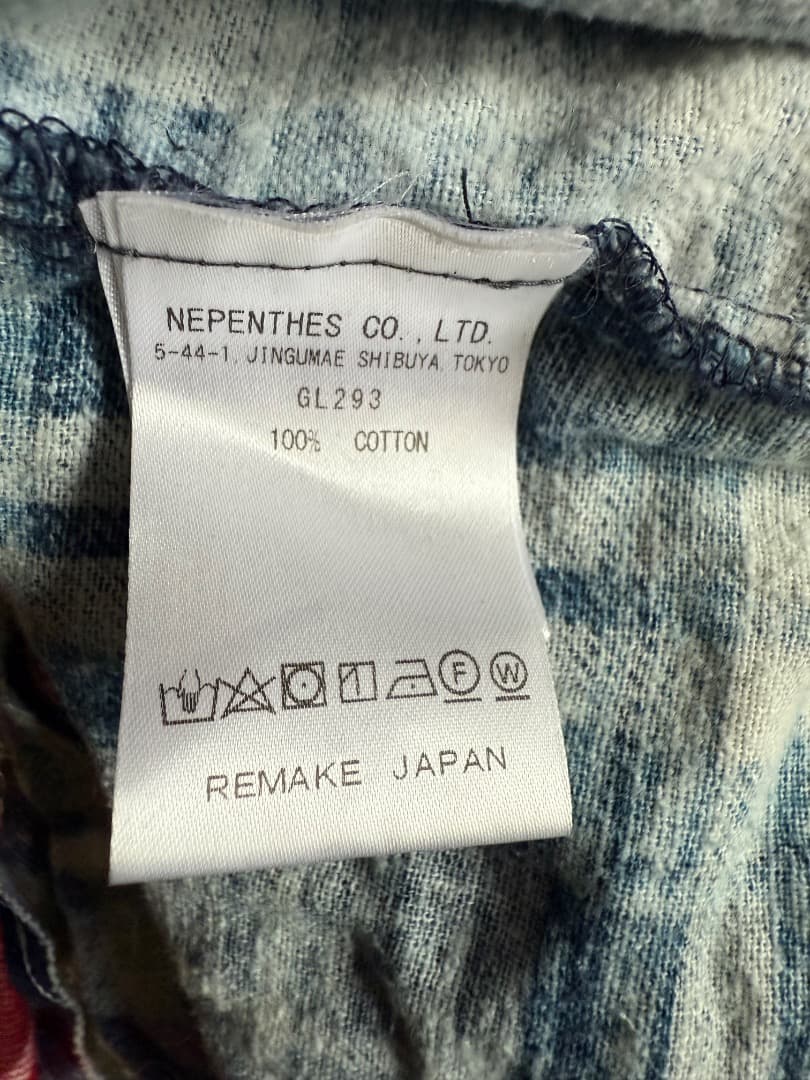 NEPENTHES CO., LTD.
5-44-1, JINGUMAE SHIBUYA, TOKYO
GL293
100% COTTON
F W
REMAKE JAPAN